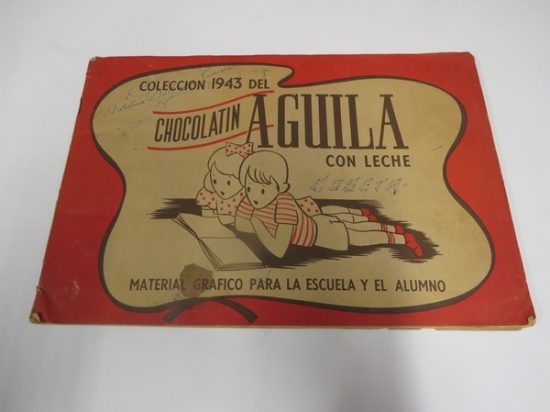 COLECCION 1943 DEL
CHOCOLATIN AGUILA
CON LECHE
MATERIAL GRAFICO PARA LA ESCUELA Y EL ALUMNO